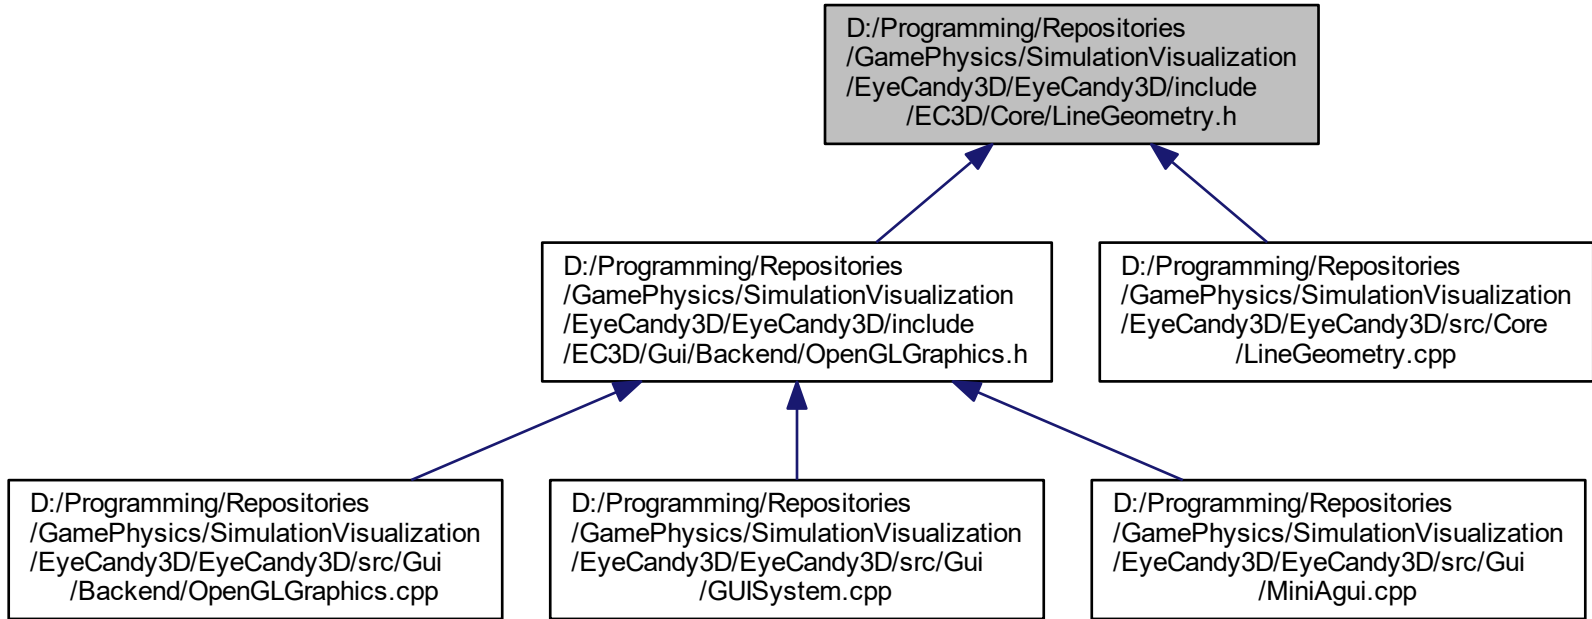 D:/Programming/Repositories
/GamePhysics/SimulationVisualization
/EyeCandy3D/EyeCandy3D/include
/EC3D/Core/LineGeometry.h
D:/Programming/Repositories
/GamePhysics/SimulationVisualization
/EyeCandy3D/EyeCandy3D/include
/EC3D/Gui/Backend/OpenGLGraphics.h
D:/Programming/Repositories
/GamePhysics/SimulationVisualization
/EyeCandy3D/EyeCandy3D/src/Core
/LineGeometry.cpp
D:/Programming/Repositories
/GamePhysics/SimulationVisualization
/EyeCandy3D/EyeCandy3D/src/Gui
/Backend/OpenGLGraphics.cpp
D:/Programming/Repositories
/GamePhysics/SimulationVisualization
/EyeCandy3D/EyeCandy3D/src/Gui
/GUISystem.cpp
D:/Programming/Repositories
/GamePhysics/SimulationVisualization
/EyeCandy3D/EyeCandy3D/src/Gui
/MiniAgui.cpp